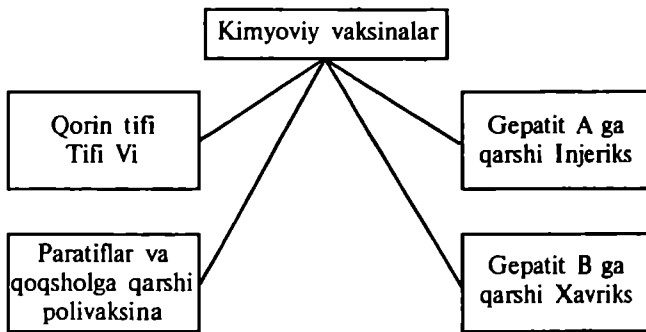 Kimyoviy vaksinalar
Qorin tifi
Tifi Vi
Gepatit A ga
qarshi Injeriks
Paratiflar va
qoqsholga qarshi
polivaksina
Gepatit B ga
qarshi Xavriks